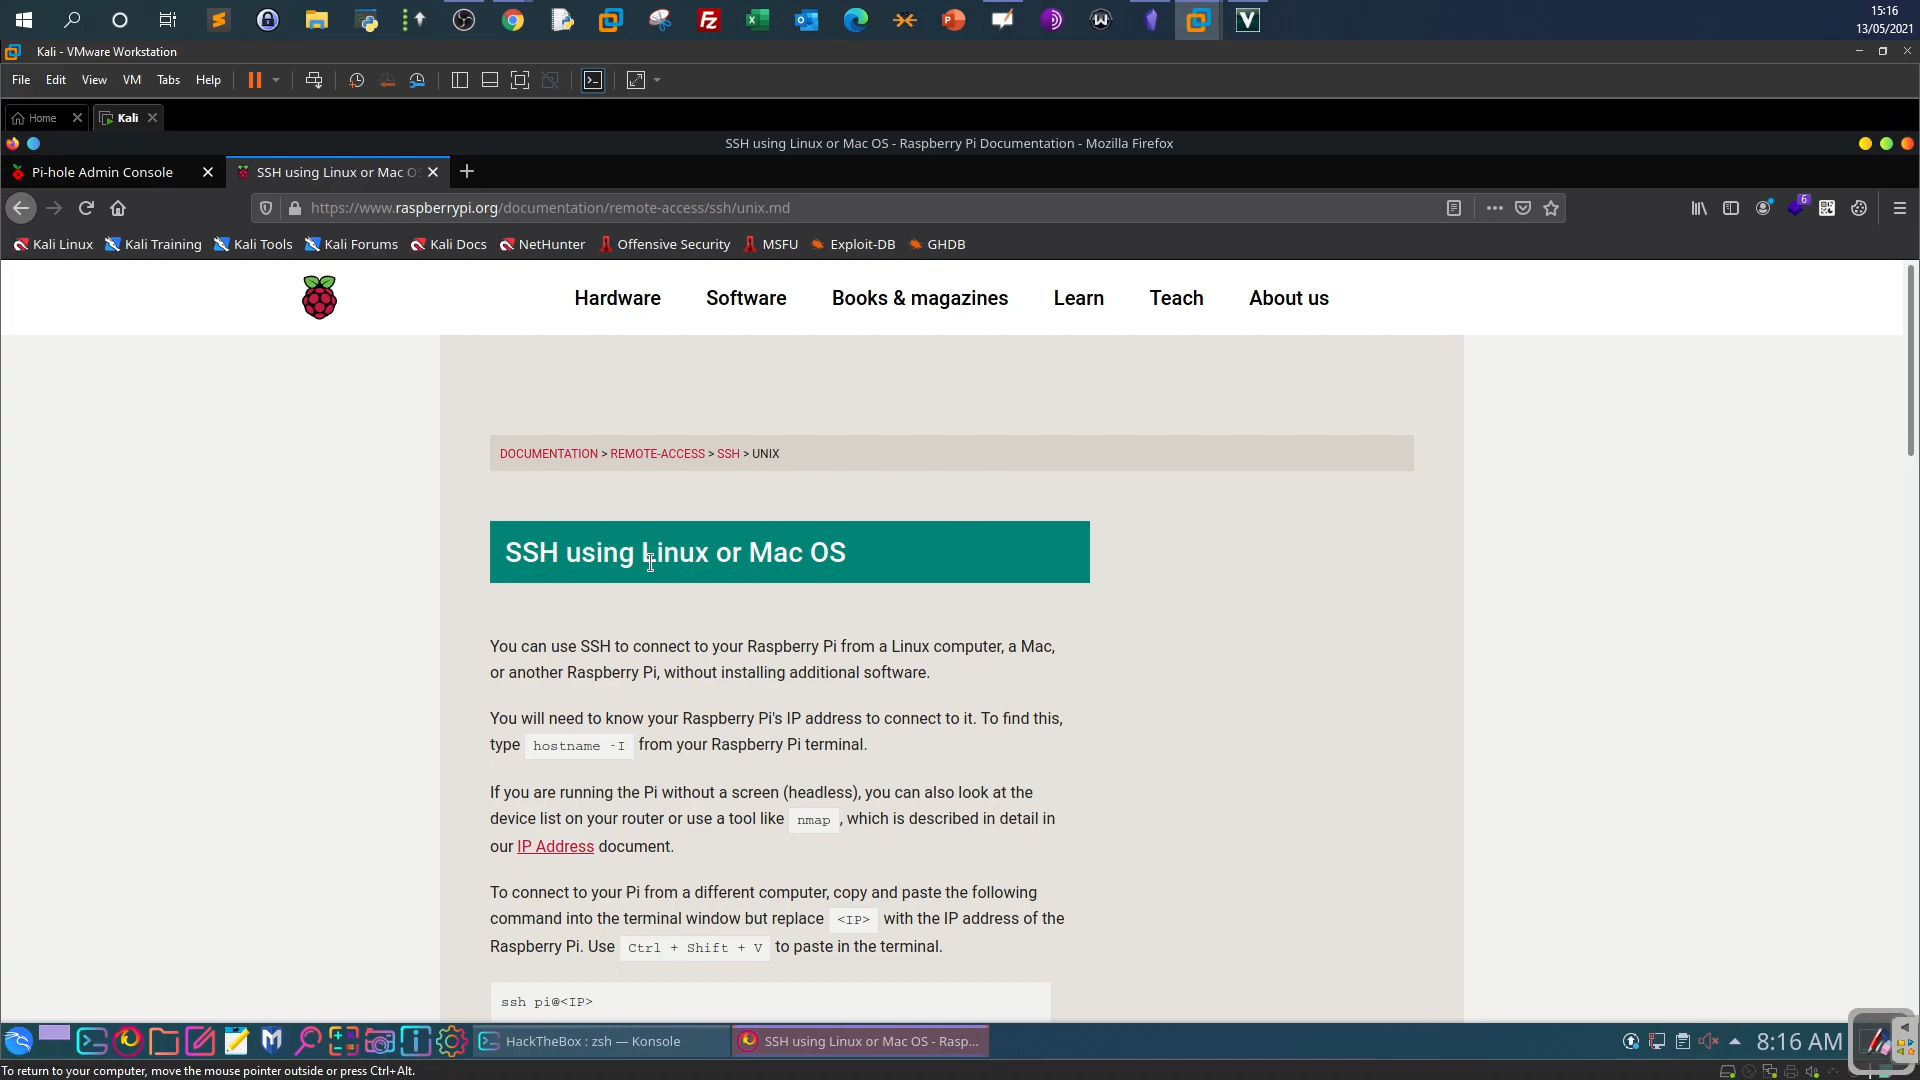 15:16
13/05/2021
Kali - VMware Workstation
File Edit View VM Tabs Help
Home Kali
SSH using Linux or Mac OS - Raspberry Pi Documentation - Mozilla Firefox
Pi-hole Admin Console SSH using Linux or Mac OS
https://www.raspberrypi.org/documentation/remote-access/ssh/unix.md
6
Kali Linux Kali Training Kali Tools Kali Forums Kali Docs NetHunter Offensive Security MSFU Exploit-DB GHDB
Hardware Software Books & magazines Learn Teach About us
DOCUMENTATION > REMOTE-ACCESS > SSH > UNIX
SSH using Linux or Mac OS
You can use SSH to connect to your Raspberry Pi from a Linux computer, a Mac,
or another Raspberry Pi, without installing additional software.
You will need to know your Raspberry Pi's IP address to connect to it. To find this,
type hostname -I from your Raspberry Pi terminal.
If you are running the Pi without a screen (headless), you can also look at the
device list on your router or use a tool like nmap , which is described in detail in
our IP Address document.
To connect to your Pi from a different computer, copy and paste the following
command into the terminal window but replace <IP> with the IP address of the
Raspberry Pi. Use Ctrl + Shift + V to paste in the terminal.
ssh pi@<IP>
HackTheBox : zsh — Konsole SSH using Linux or Mac OS - Rasp... 8:16 AM
To return to your computer, move the mouse pointer outside or press Ctrl+Alt.